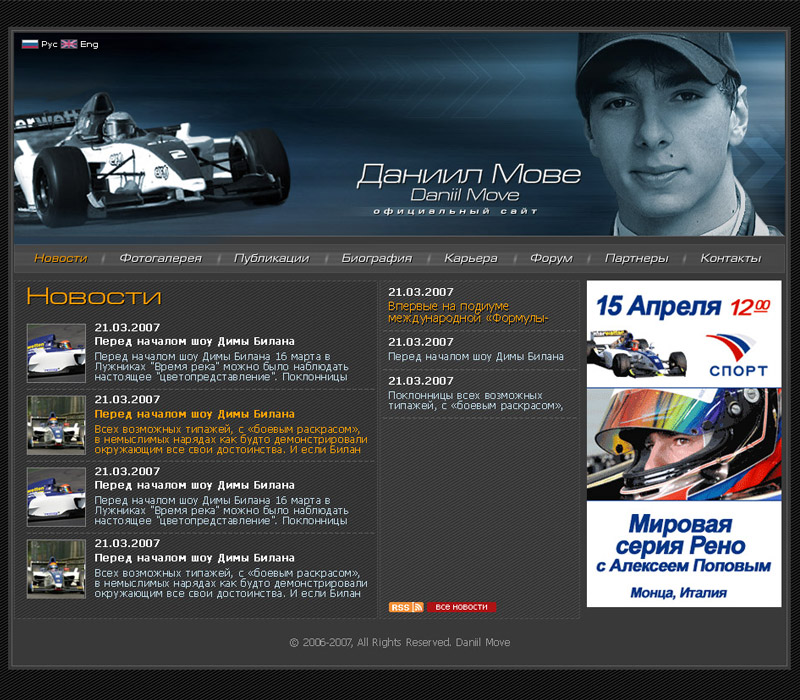 Рус Eng
2
Даниил Мове
Daniil Move
официальный сайт
Новости / Фотогалерея / Публикации / Биография / Карьера / Форум / Партнеры / Контакты
Новости
21.03.2007
Перед началом шоу Димы Билана
Перед началом шоу Димы Билана 16 марта в
Лужниках "Время река" можно было наблюдать
настоящее "цветопредставление". Поклонницы
21.03.2007
Перед началом шоу Димы Билана
Всех возможных типажей, с «боевым раскрасом»,
в немыслимых нарядах как будто демонстрировали
окружающим все свои достоинства. И если Билан
21.03.2007
Перед началом шоу Димы Билана
Перед началом шоу Димы Билана 16 марта в
Лужниках "Время река" можно было наблюдать
настоящее "цветопредставление". Поклонницы
21.03.2007
Перед началом шоу Димы Билана
Всех возможных типажей, с «боевым раскрасом»,
в немыслимых нарядах как будто демонстрировали
окружающим все свои достоинства. И если Билан
21.03.2007
Впервые на подиуме
международной «Формулы-
21.03.2007
Перед началом шоу Димы Билана
21.03.2007
Поклонницы всех возможных
типажей, с «боевым раскрасом»,
RSS все новости
15 Апреля 12 00
СПОРТ
Мировая
серия Рено
с Алексеем Поповым
Монца, Италия
© 2006-2007, All Rights Reserved. Daniil Move